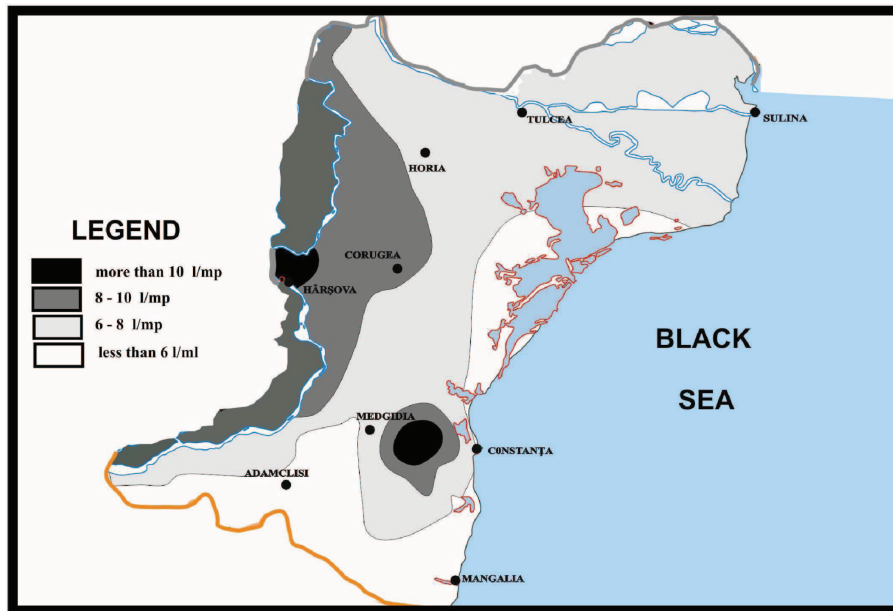 TULCEA
SULINA
HORIA
LEGEND
CORUGEA
more than 10 l/mp
HÂRŞOVA
8 - 10 l/mp
6 - 8 l/mp
BLACK
less than 6 l/ml
SEA
MEDGIDIA
C0NSTANŢA
ADAMCLISI
MANGALIA